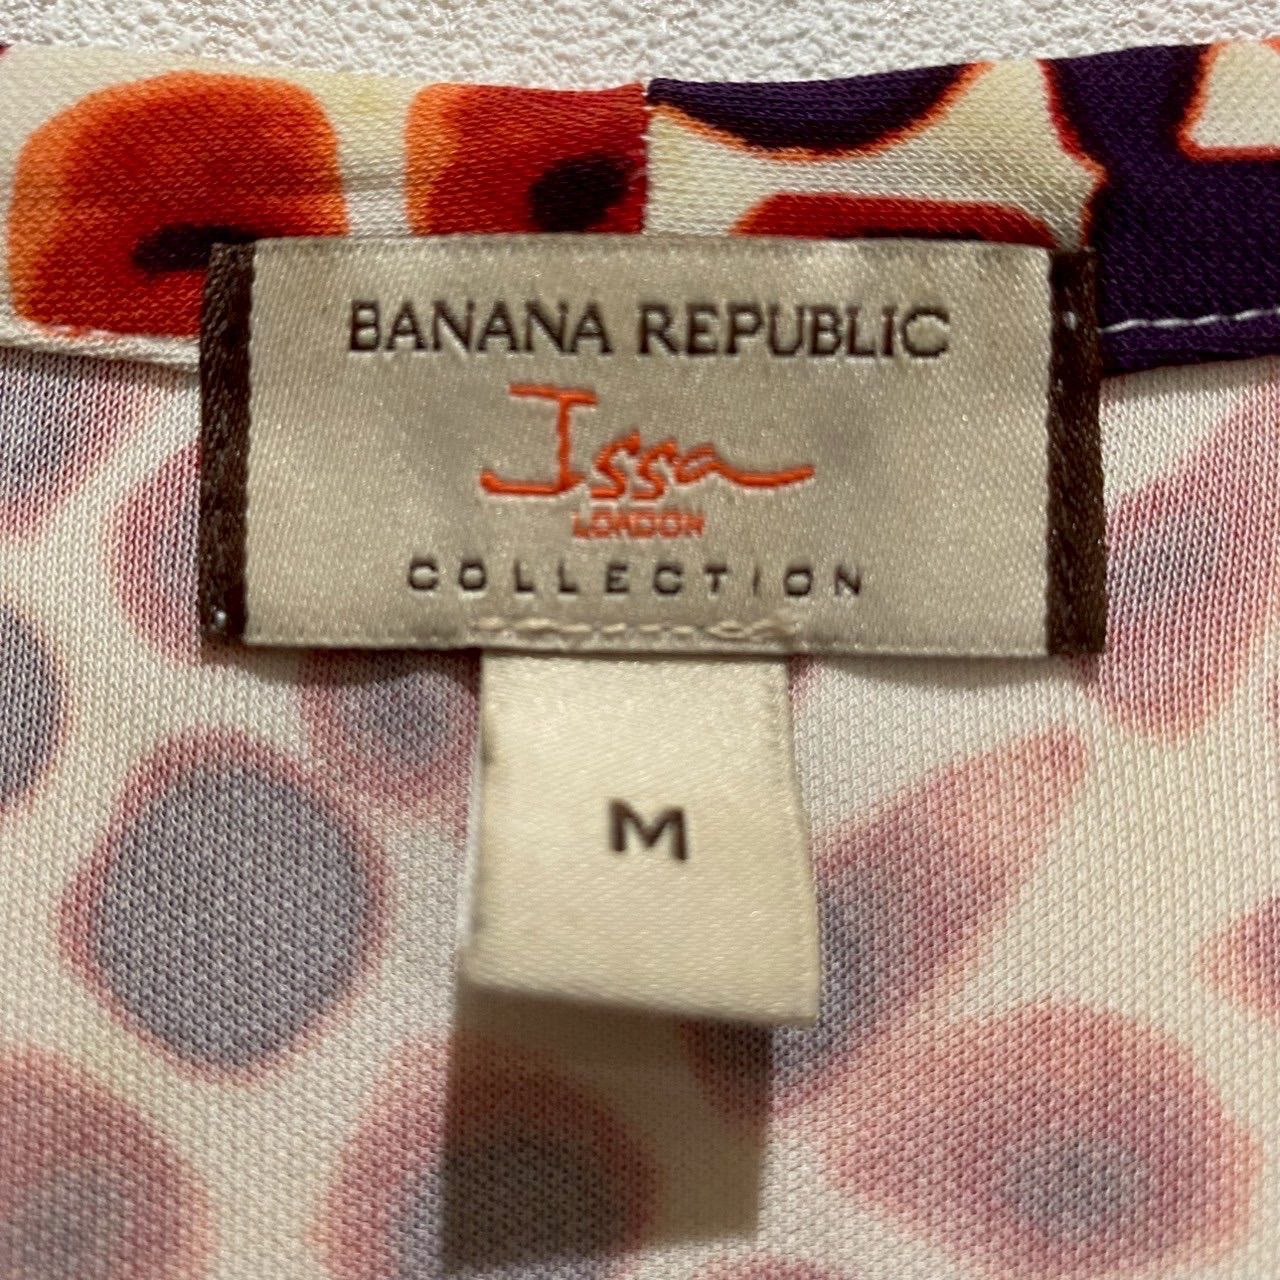 BANANA REPUBLIC
Issa
LONDON
COLLECTION
M